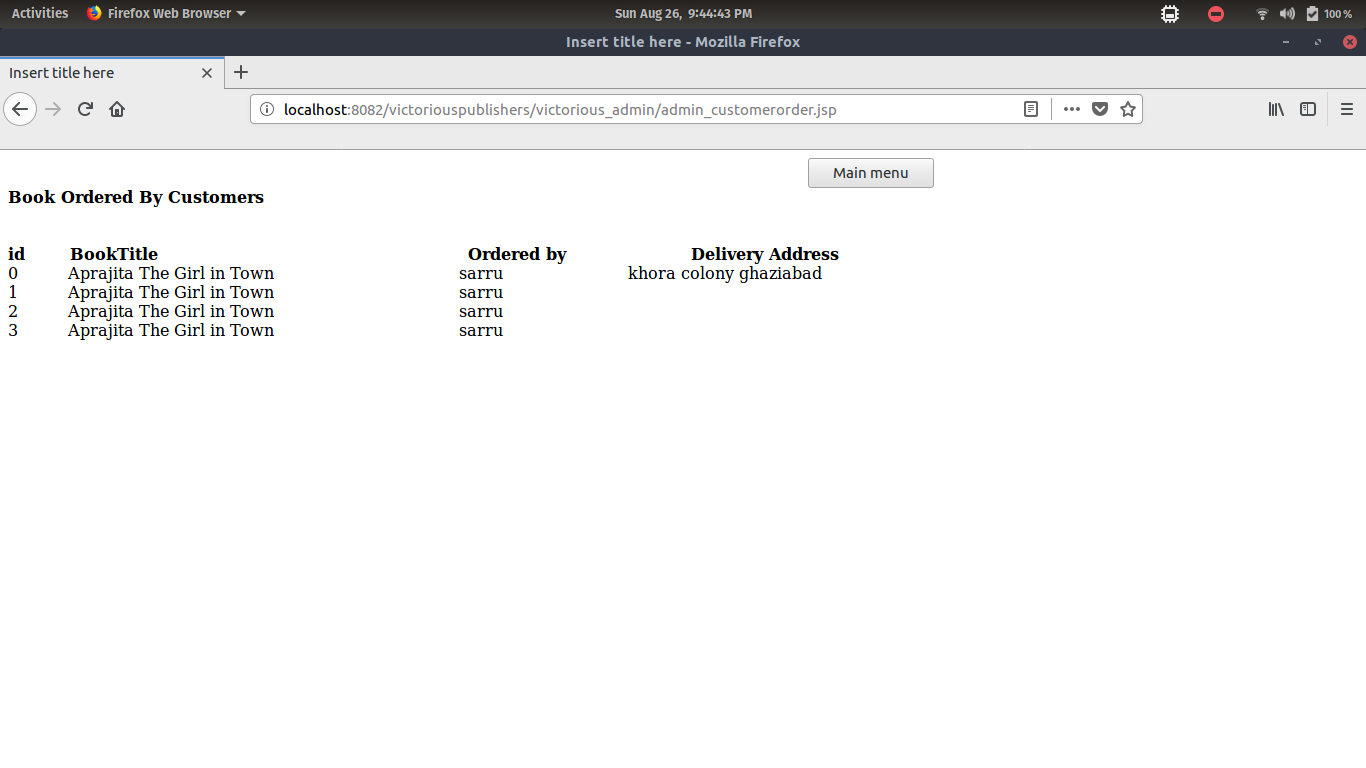 Activities Firefox Web Browser Sun Aug 26, 9:44:43 PM 100 %
Insert title here - Mozilla Firefox
Insert title here
localhost:8082/victoriouspublishers/victorious_admin/admin_customerorder.jsp
Main menu
Book Ordered By Customers
id BookTitle Ordered by Delivery Address
0 Aprajita The Girl in Town sarru khora colony ghaziabad
1 Aprajita The Girl in Town sarru
2 Aprajita The Girl in Town sarru
3 Aprajita The Girl in Town sarru